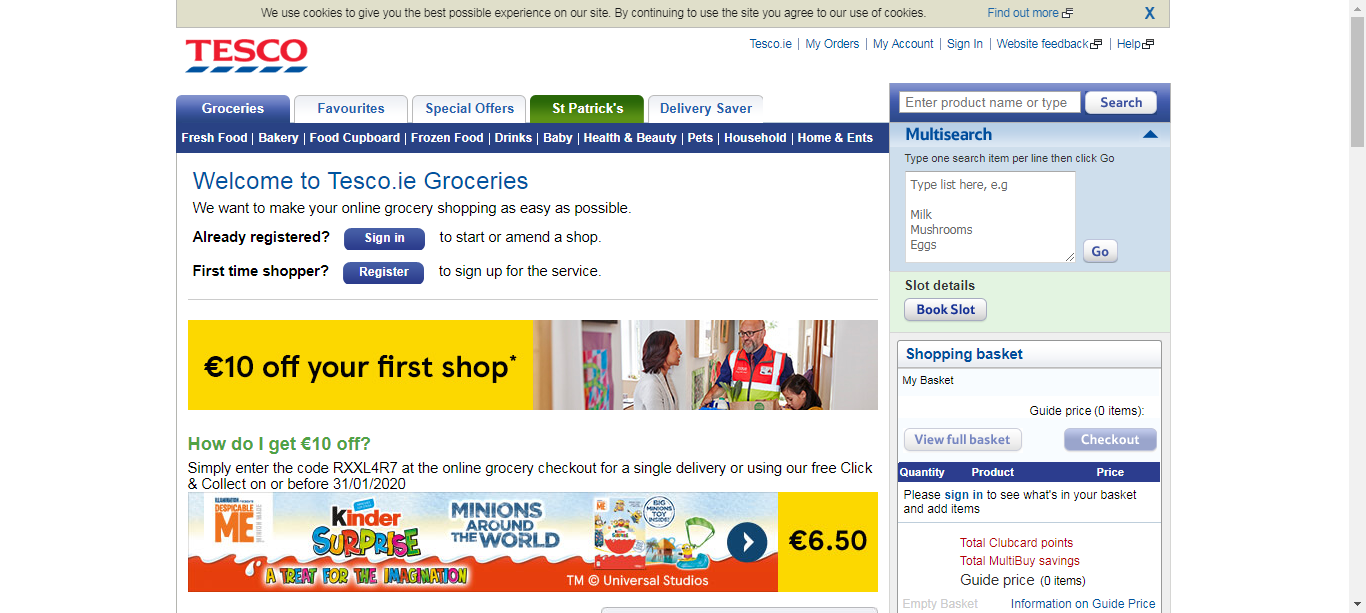 We use cookies to give you the best possible experience on our site. By continuing to use the site you agree to our use of cookies. Find out more X
TESCO
Tesco.ie | My Orders | My Account | Sign In | Website feedback | Help
Groceries Favourites Special Offers St Patrick's Delivery Saver
Fresh Food | Bakery | Food Cupboard | Frozen Food | Drinks | Baby | Health & Beauty | Pets | Household | Home & Ents
Welcome to Tesco.ie Groceries
We want to make your online grocery shopping as easy as possible.
Already registered? Sign in to start or amend a shop.
First time shopper? Register to sign up for the service.
€10 off your first shop*
How do I get €10 off?
Simply enter the code RXXL4R7 at the online grocery checkout for a single delivery or using our free Click
& Collect on or before 31/01/2020
DESPICABLE
ME
Kinder
SURPRISE
A TREAT FOR THE IMAGINATION
MINIONS
AROUND
THE WORLD
BIG
MINIONS
TOY
INSIDE!
TM © Universal Studios
€6.50
Enter product name or type Search
Multisearch
Type one search item per line then click Go
Type list here, e.g
Milk
Mushrooms
Eggs
Go
Slot details
Book Slot
Shopping basket
My Basket
Guide price (0 items):
View full basket Checkout
Quantity Product Price
Please sign in to see what's in your basket
and add items
Total Clubcard points
Total MultiBuy savings
Guide price (0 items)
Empty Basket Information on Guide Price